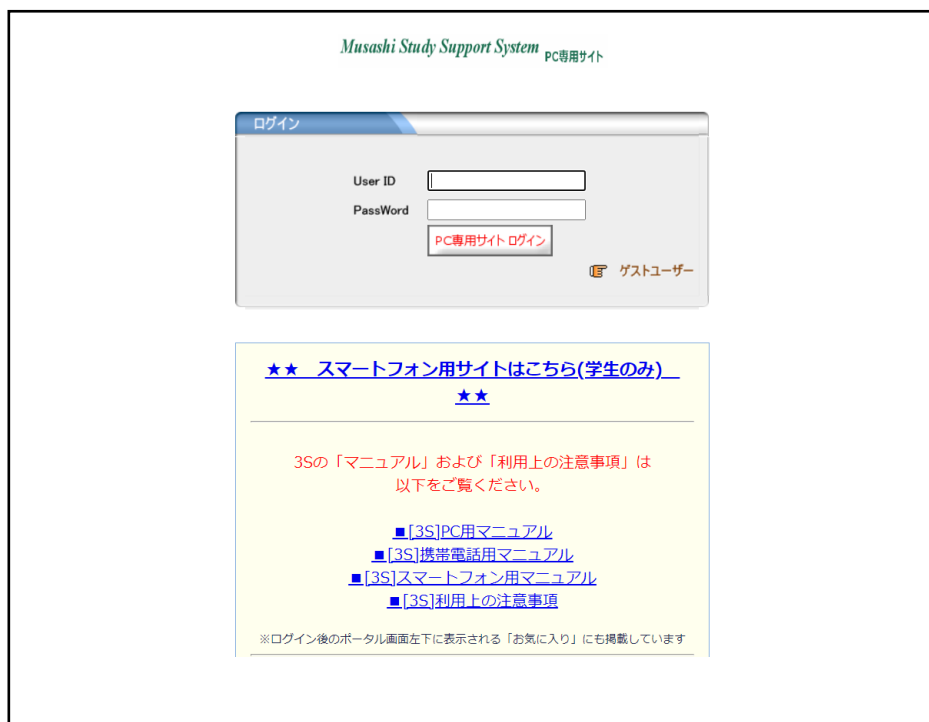 Musashi Study Support System PC専用サイト
ログイン
User ID
PassWord
PC専用サイト ログイン
ゲストユーザー
★★　スマートフォン用サイトはこちら(学生のみ)
★★
3Sの「マニュアル」および「利用上の注意事項」は
以下をご覧ください。
■[3S]PC用マニュアル
■[3S]携帯電話用マニュアル
■[3S]スマートフォン用マニュアル
■[3S]利用上の注意事項
※ログイン後のポータル画面左下に表示される「お気に入り」にも掲載しています